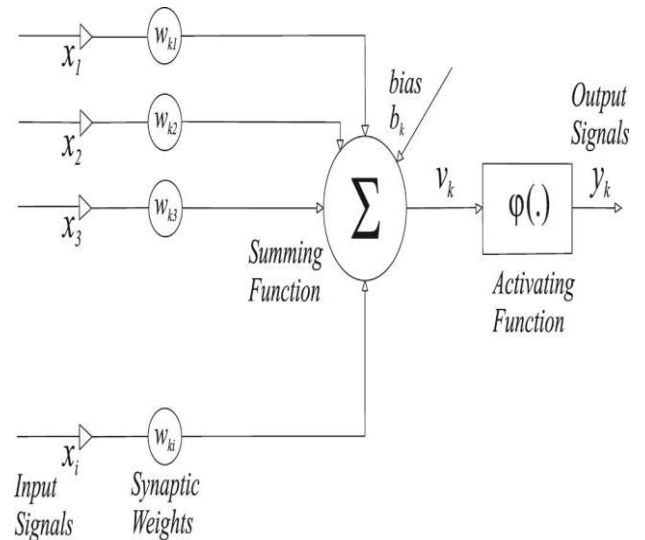 x1
wk1
x2
wk2
x3
wk3
bias
bk
Σ
Summing
Function
vk
φ(.)
Activating
Function
Output
Signals
yk
xi
wki
Input
Signals
Synaptic
Weights